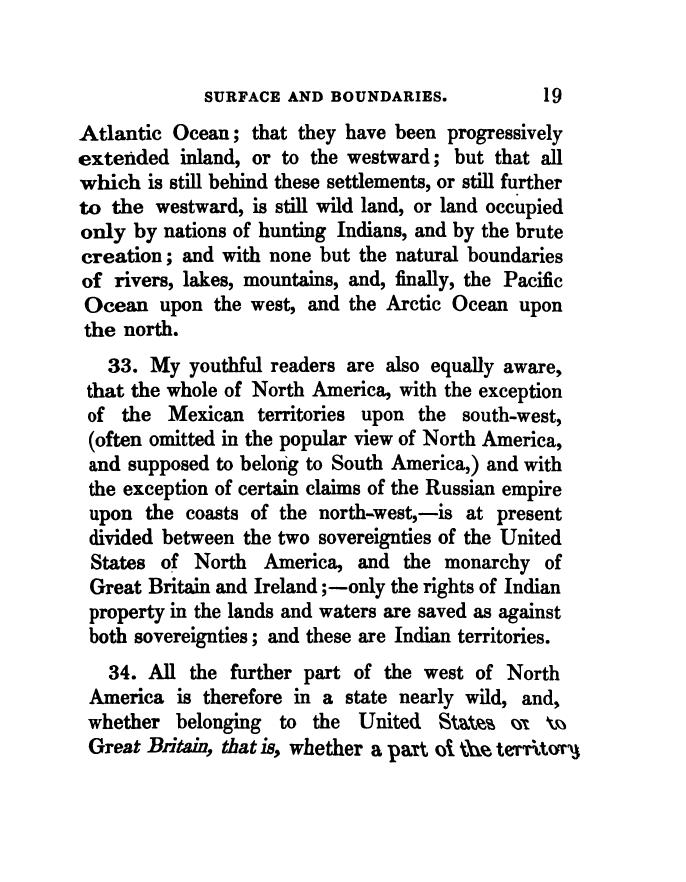 SURFACE AND BOUNDARIES. 19
Atlantic Ocean; that they have been progressively
extended inland, or to the westward; but that all
which is still behind these settlements, or still further
to the westward, is still wild land, or land occupied
only by nations of hunting Indians, and by the brute
creation; and with none but the natural boundaries
of rivers, lakes, mountains, and, finally, the Pacific
Ocean upon the west, and the Arctic Ocean upon
the north.
33. My youthful readers are also equally aware,
that the whole of North America, with the exception
of the Mexican territories upon the south-west,
(often omitted in the popular view of North America,
and supposed to belong to South America,) and with
the exception of certain claims of the Russian empire
upon the coasts of the north-west,—is at present
divided between the two sovereignties of the United
States of North America, and the monarchy of
Great Britain and Ireland;—only the rights of Indian
property in the lands and waters are saved as against
both sovereignties; and these are Indian territories.
34. All the further part of the west of North
America is therefore in a state nearly wild, and,
whether belonging to the United States or to
Great Britain, that is, whether a part of the territory